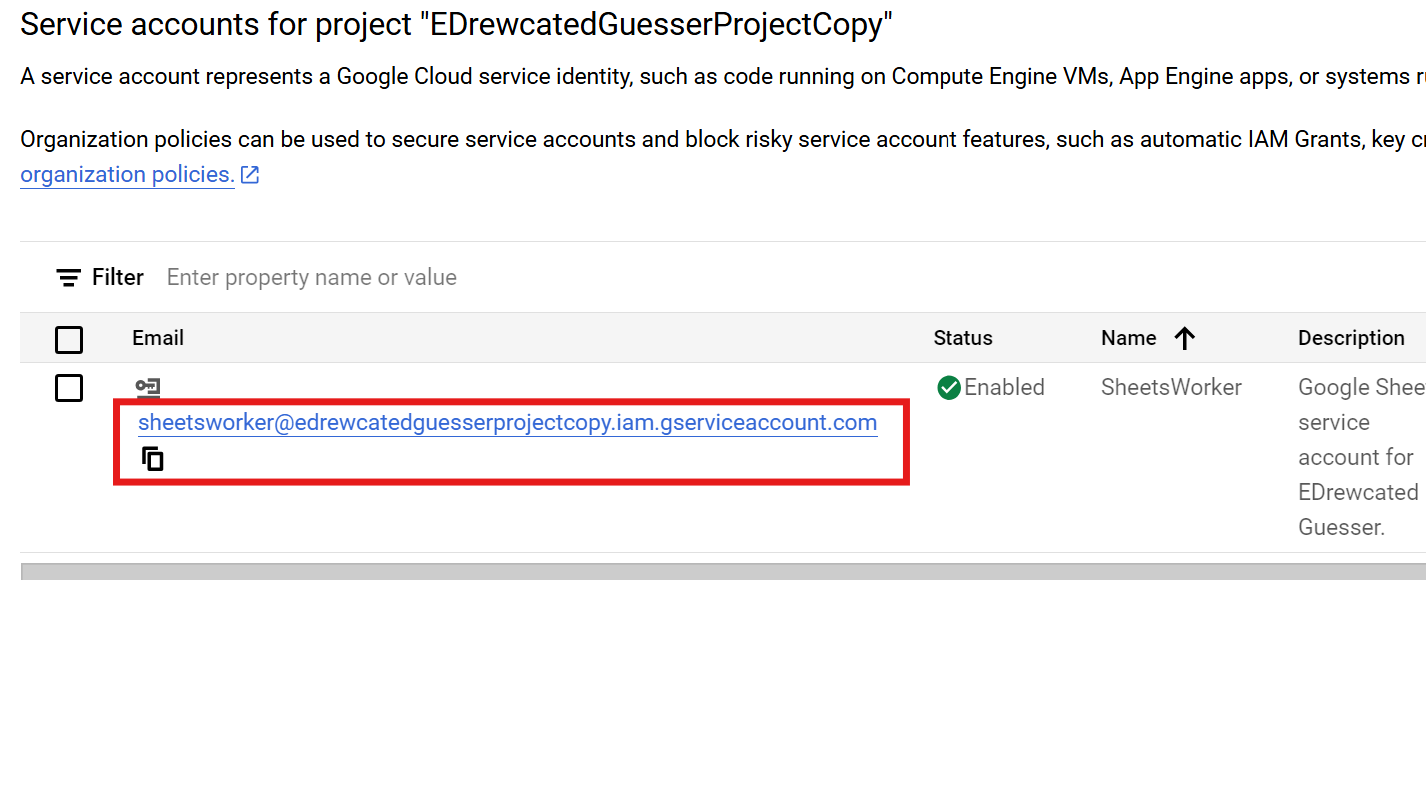 Service accounts for project "EDrewcatedGuesserProjectCopy"
A service account represents a Google Cloud service identity, such as code running on Compute Engine VMs, App Engine apps, or systems
Organization policies can be used to secure service accounts and block risky service account features, such as automatic IAM Grants, key
organization policies.
Filter Enter property name or value
Email Status Name Description
Enabled SheetsWorker Google Shee
sheetsworker@edrewcatedguesserprojectcopy.iam.gserviceaccount.com service
account for
EDrewcated
Guesser.